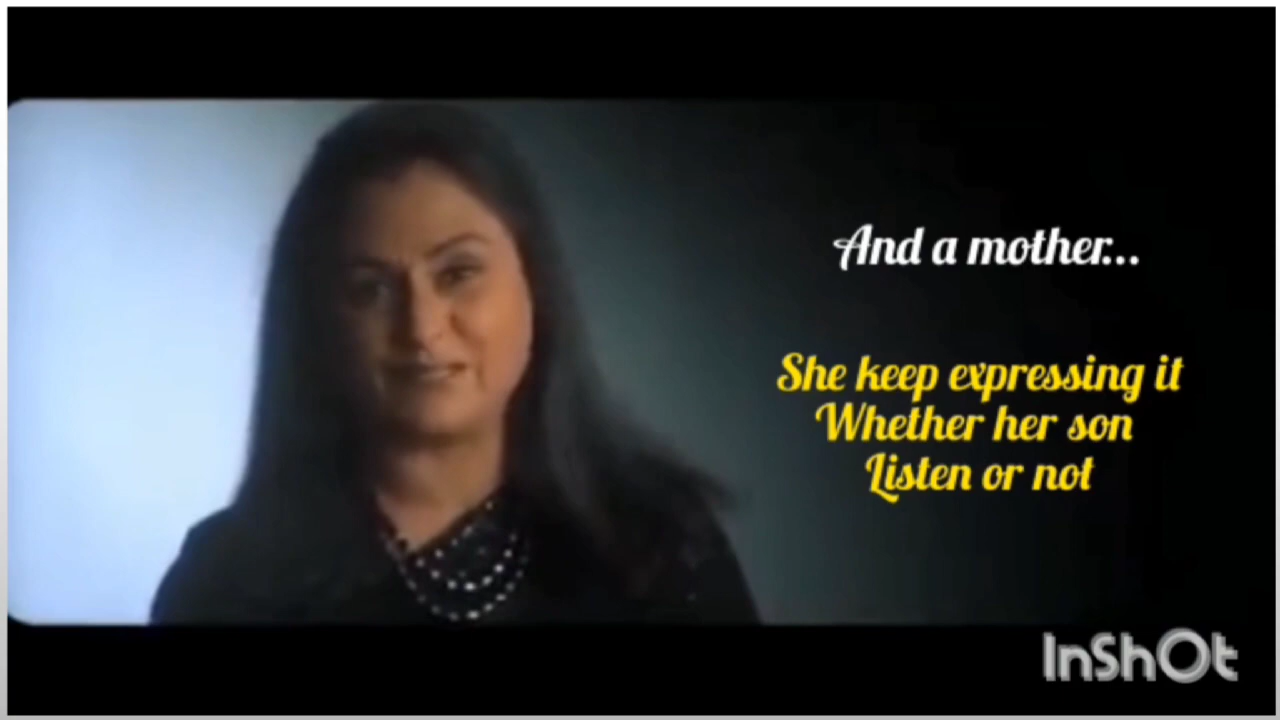 And a mother...
She keep expressing it
Whether her son
Listen or not
InShOt